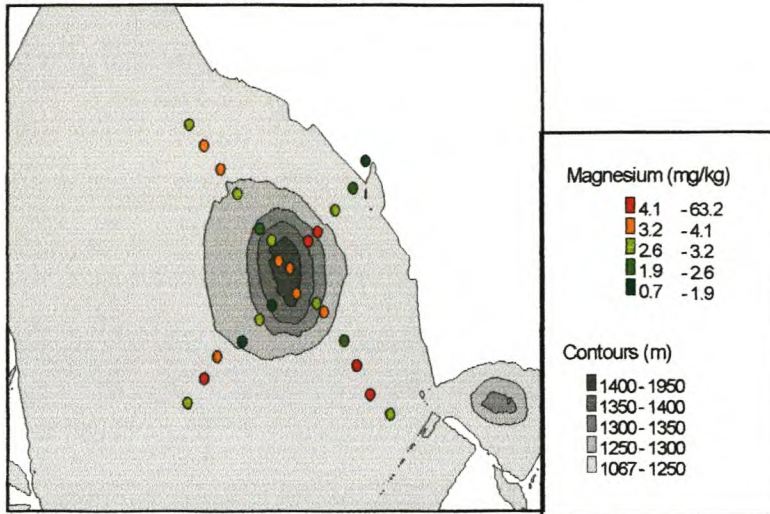 Magnesium (mg/kg)
4.1 - 63.2
3.2 - 4.1
2.6 - 3.2
1.9 - 2.6
0.7 - 1.9
Contours (m)
1400 - 1950
1350 - 1400
1300 - 1350
1250 - 1300
1067 - 1250